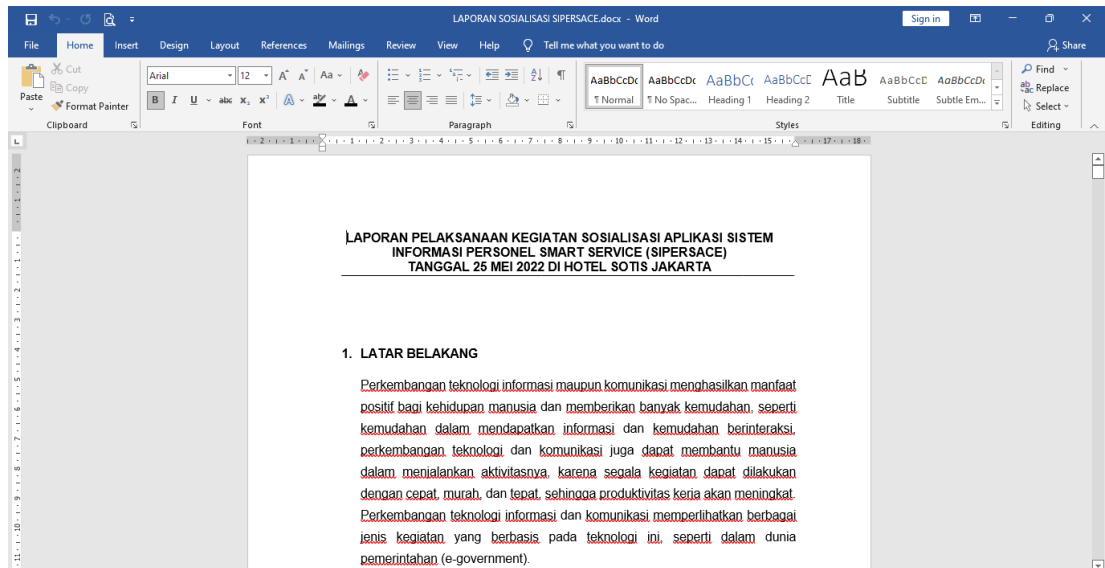 LAPORAN SOSIALISASI SIPERSACE.docx - Word
Sign in
File Home Insert Design Layout References Mailings Review View Help Tell me what you want to do
Share
Paste
Cut
Copy
Format Painter
Clipboard
Arial
12
Font
Paragraph
AaBbCcDc AaBbCcDc AaBbCc AaBbCcE AaB AaBbCcE AaBbCcDc
¶ Normal ¶ No Spac... Heading 1 Heading 2 Title Subtitle Subtle Em...
Styles
Find
Replace
Select
Editing
LAPORAN PELAKSANAAN KEGIATAN SOSIALISASI APLIKASI SISTEM
INFORMASI PERSONEL SMART SERVICE (SIPERSACE)
TANGGAL 25 MEI 2022 DI HOTEL SOTIS JAKARTA
1. LATAR BELAKANG
Perkembangan teknologi informasi maupun komunikasi menghasilkan manfaat
positif bagi kehidupan manusia dan memberikan banyak kemudahan, seperti
kemudahan dalam mendapatkan informasi dan kemudahan berinteraksi,
perkembangan teknologi dan komunikasi juga dapat membantu manusia
dalam menjalankan aktivitasnya, karena segala kegiatan dapat dilakukan
dengan cepat, murah, dan tepat, sehingga produktivitas kerja akan meningkat.
Perkembangan teknologi informasi dan komunikasi memperlihatkan berbagai
jenis kegiatan yang berbasis pada teknologi ini, seperti dalam dunia
pemerintahan (e-government).